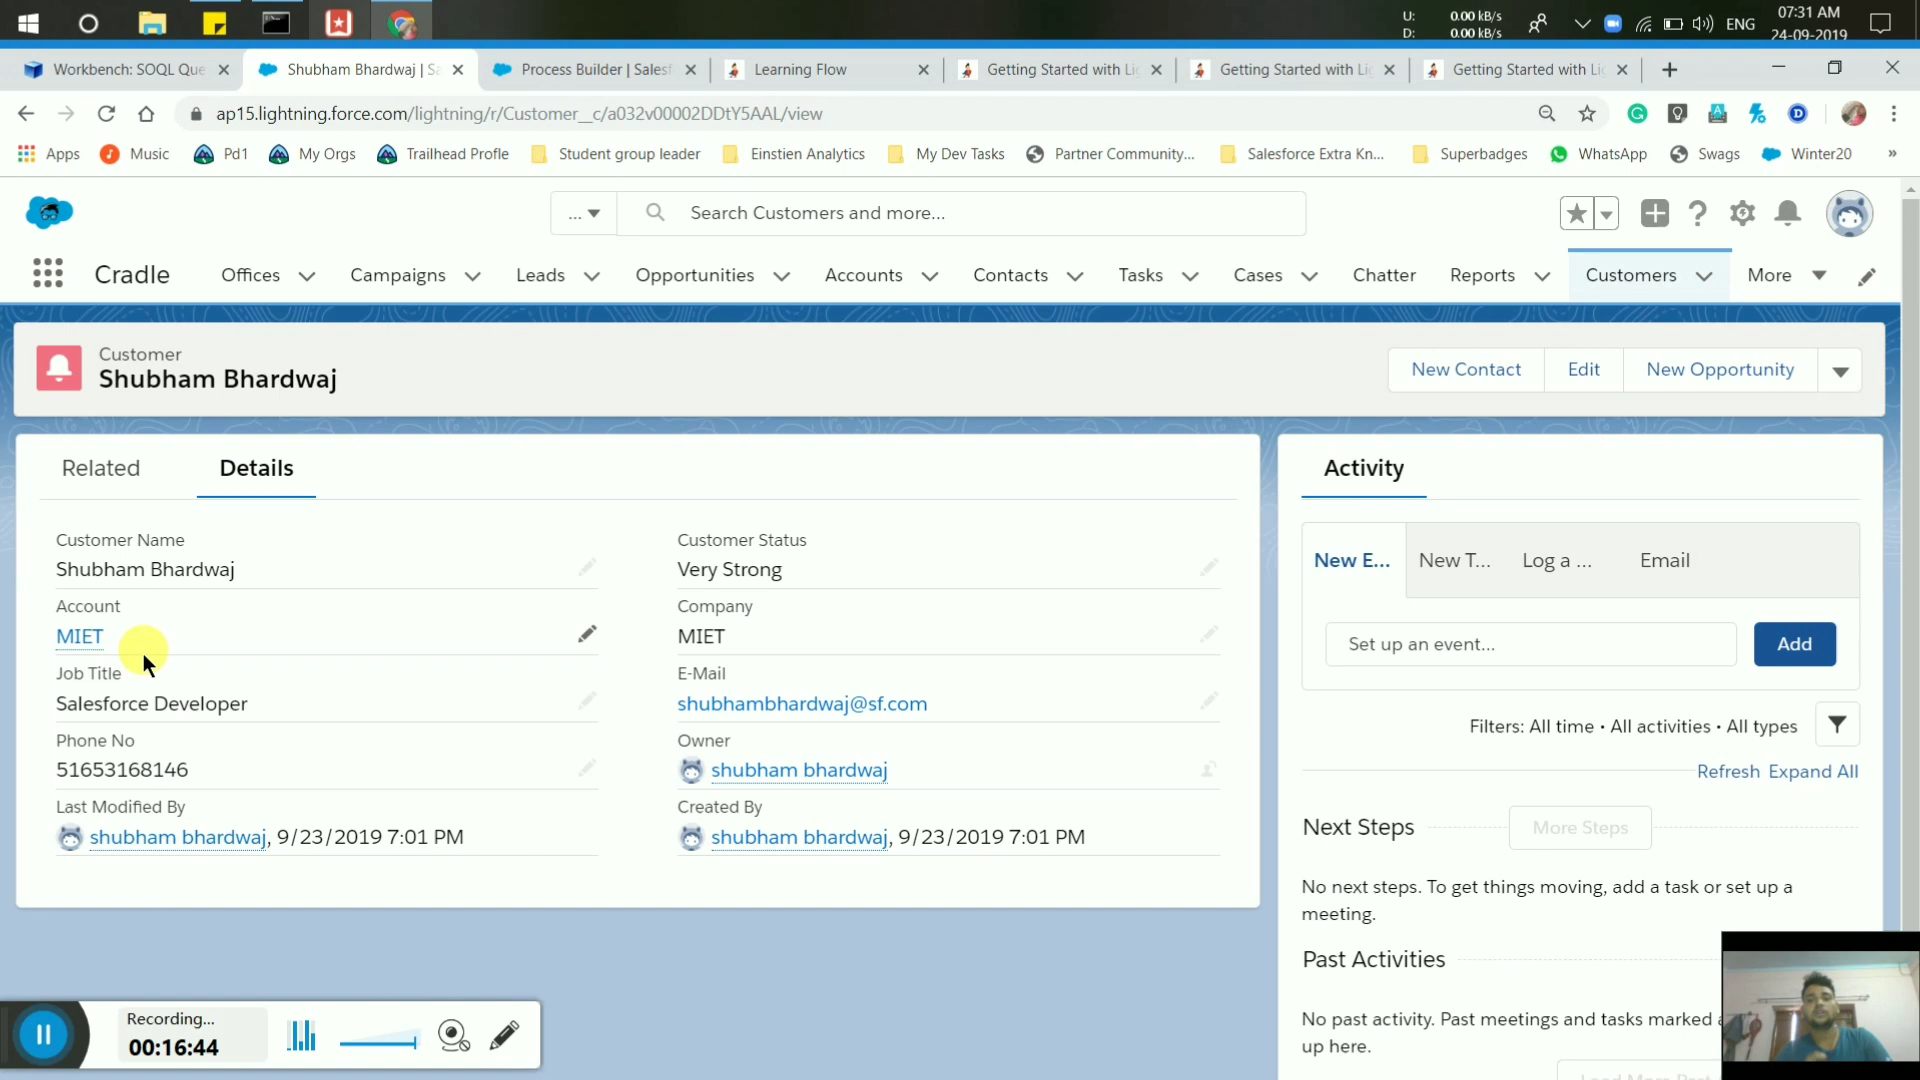 U: 0.00 kB/s
D: 0.00 kB/s
ENG
07:31 AM
24-09-2019
Workbench: SOQL Que
Shubham Bhardwaj | Sa
Process Builder | Salesf
Learning Flow
Getting Started with Lig
Getting Started with Lig
Getting Started with Lig
ap15.lightning.force.com/lightning/r/Customer__c/a032v00002DDtY5AAL/view
Apps
Music
Pd1
My Orgs
Trailhead Profle
Student group leader
Einstien Analytics
My Dev Tasks
Partner Community...
Salesforce Extra Kn...
Superbadges
WhatsApp
Swags
Winter20
»
...
Search Customers and more...
Cradle
Offices
Campaigns
Leads
Opportunities
Accounts
Contacts
Tasks
Cases
Chatter
Reports
Customers
More
Customer
Shubham Bhardwaj
New Contact
Edit
New Opportunity
Related
Details
Customer Name
Shubham Bhardwaj
Customer Status
Very Strong
Account
MIET
Company
MIET
Job Title
Salesforce Developer
E-Mail
shubhambhardwaj@sf.com
Phone No
51653168146
Owner
shubham bhardwaj
Last Modified By
shubham bhardwaj, 9/23/2019 7:01 PM
Created By
shubham bhardwaj, 9/23/2019 7:01 PM
Activity
New E...
New T...
Log a ...
Email
Set up an event...
Add
Filters: All time • All activities • All types
Refresh
Expand All
Next Steps
More Steps
No next steps. To get things moving, add a task or set up a
meeting.
Past Activities
No past activity. Past meetings and tasks marked
up here.
Recording...
00:16:44